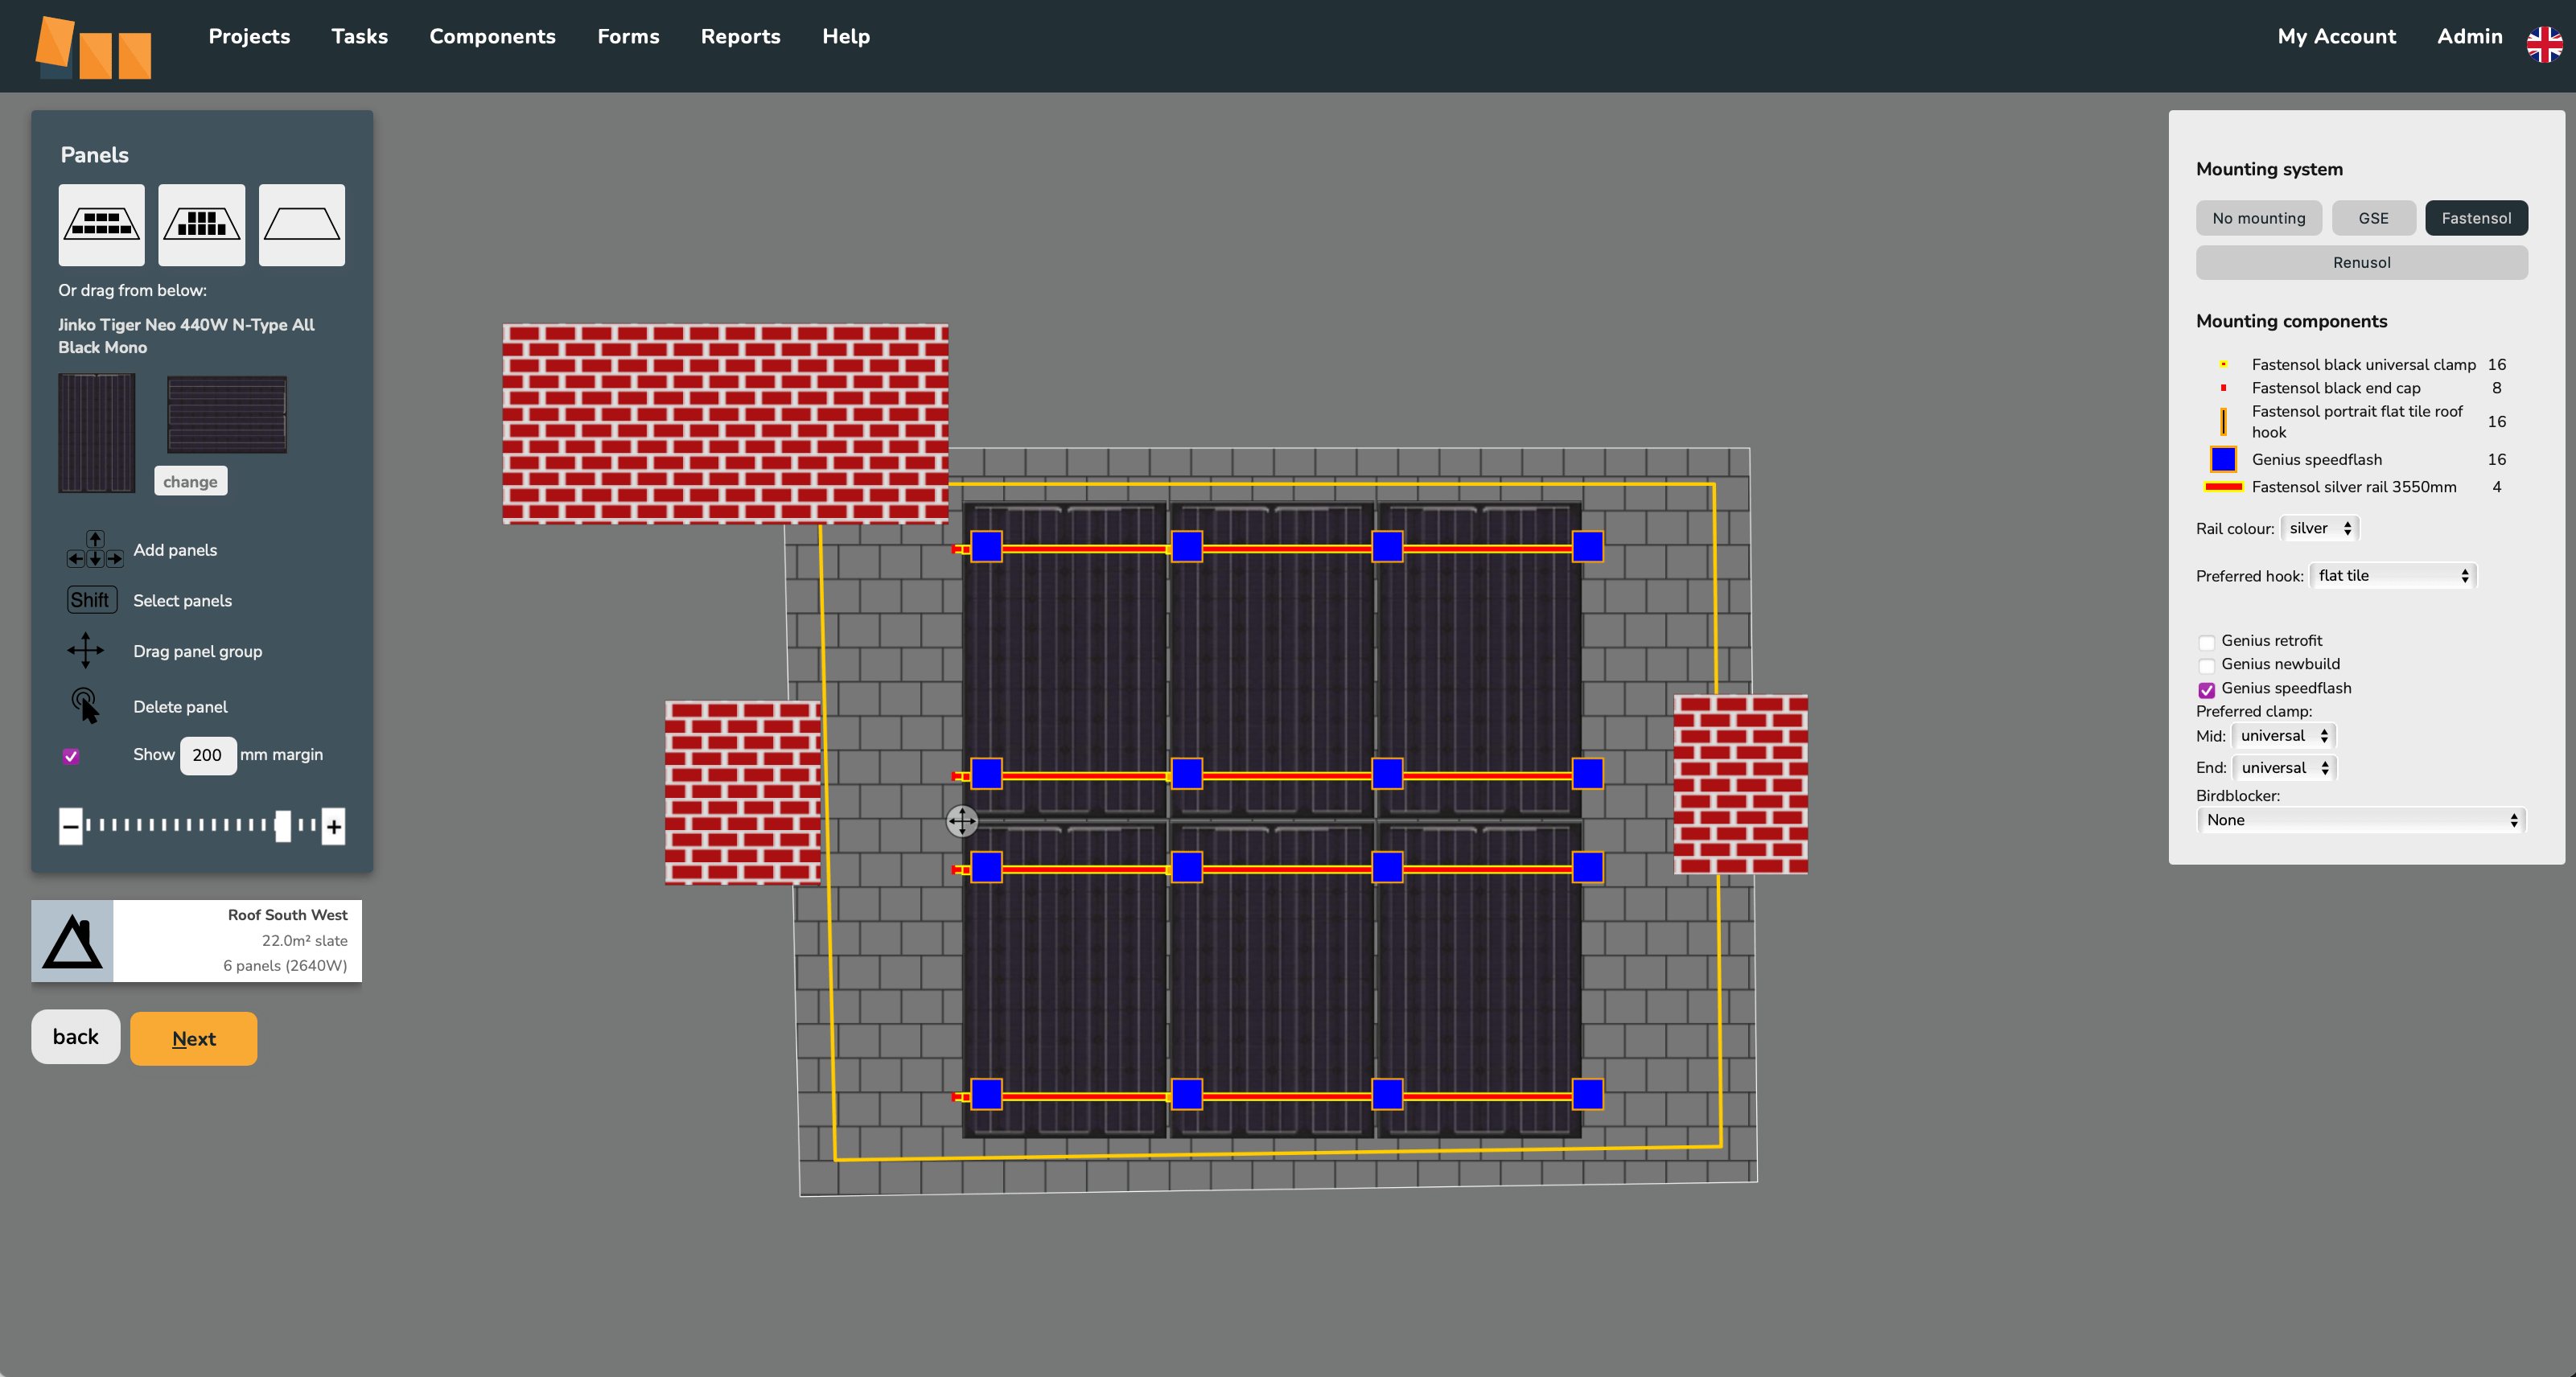 Projects Tasks Components Forms Reports Help My Account Admin
Panels
Or drag from below:
Jinko Tiger Neo 440W N-Type All
Black Mono
change
Add panels
Shift Select panels
Drag panel group
Delete panel
Show 200 mm margin
− +
Roof South West
22.0m² slate
6 panels (2640W)
back Next
Mounting system
No mounting GSE Fastensol
Renusol
Mounting components
Fastensol black universal clamp 16
Fastensol black end cap 8
Fastensol portrait flat tile roof
hook 16
Genius speedflash 16
Fastensol silver rail 3550mm 4
Rail colour: silver
Preferred hook: flat tile
Genius retrofit
Genius newbuild
Genius speedflash
Preferred clamp:
Mid: universal
End: universal
Birdblocker:
None